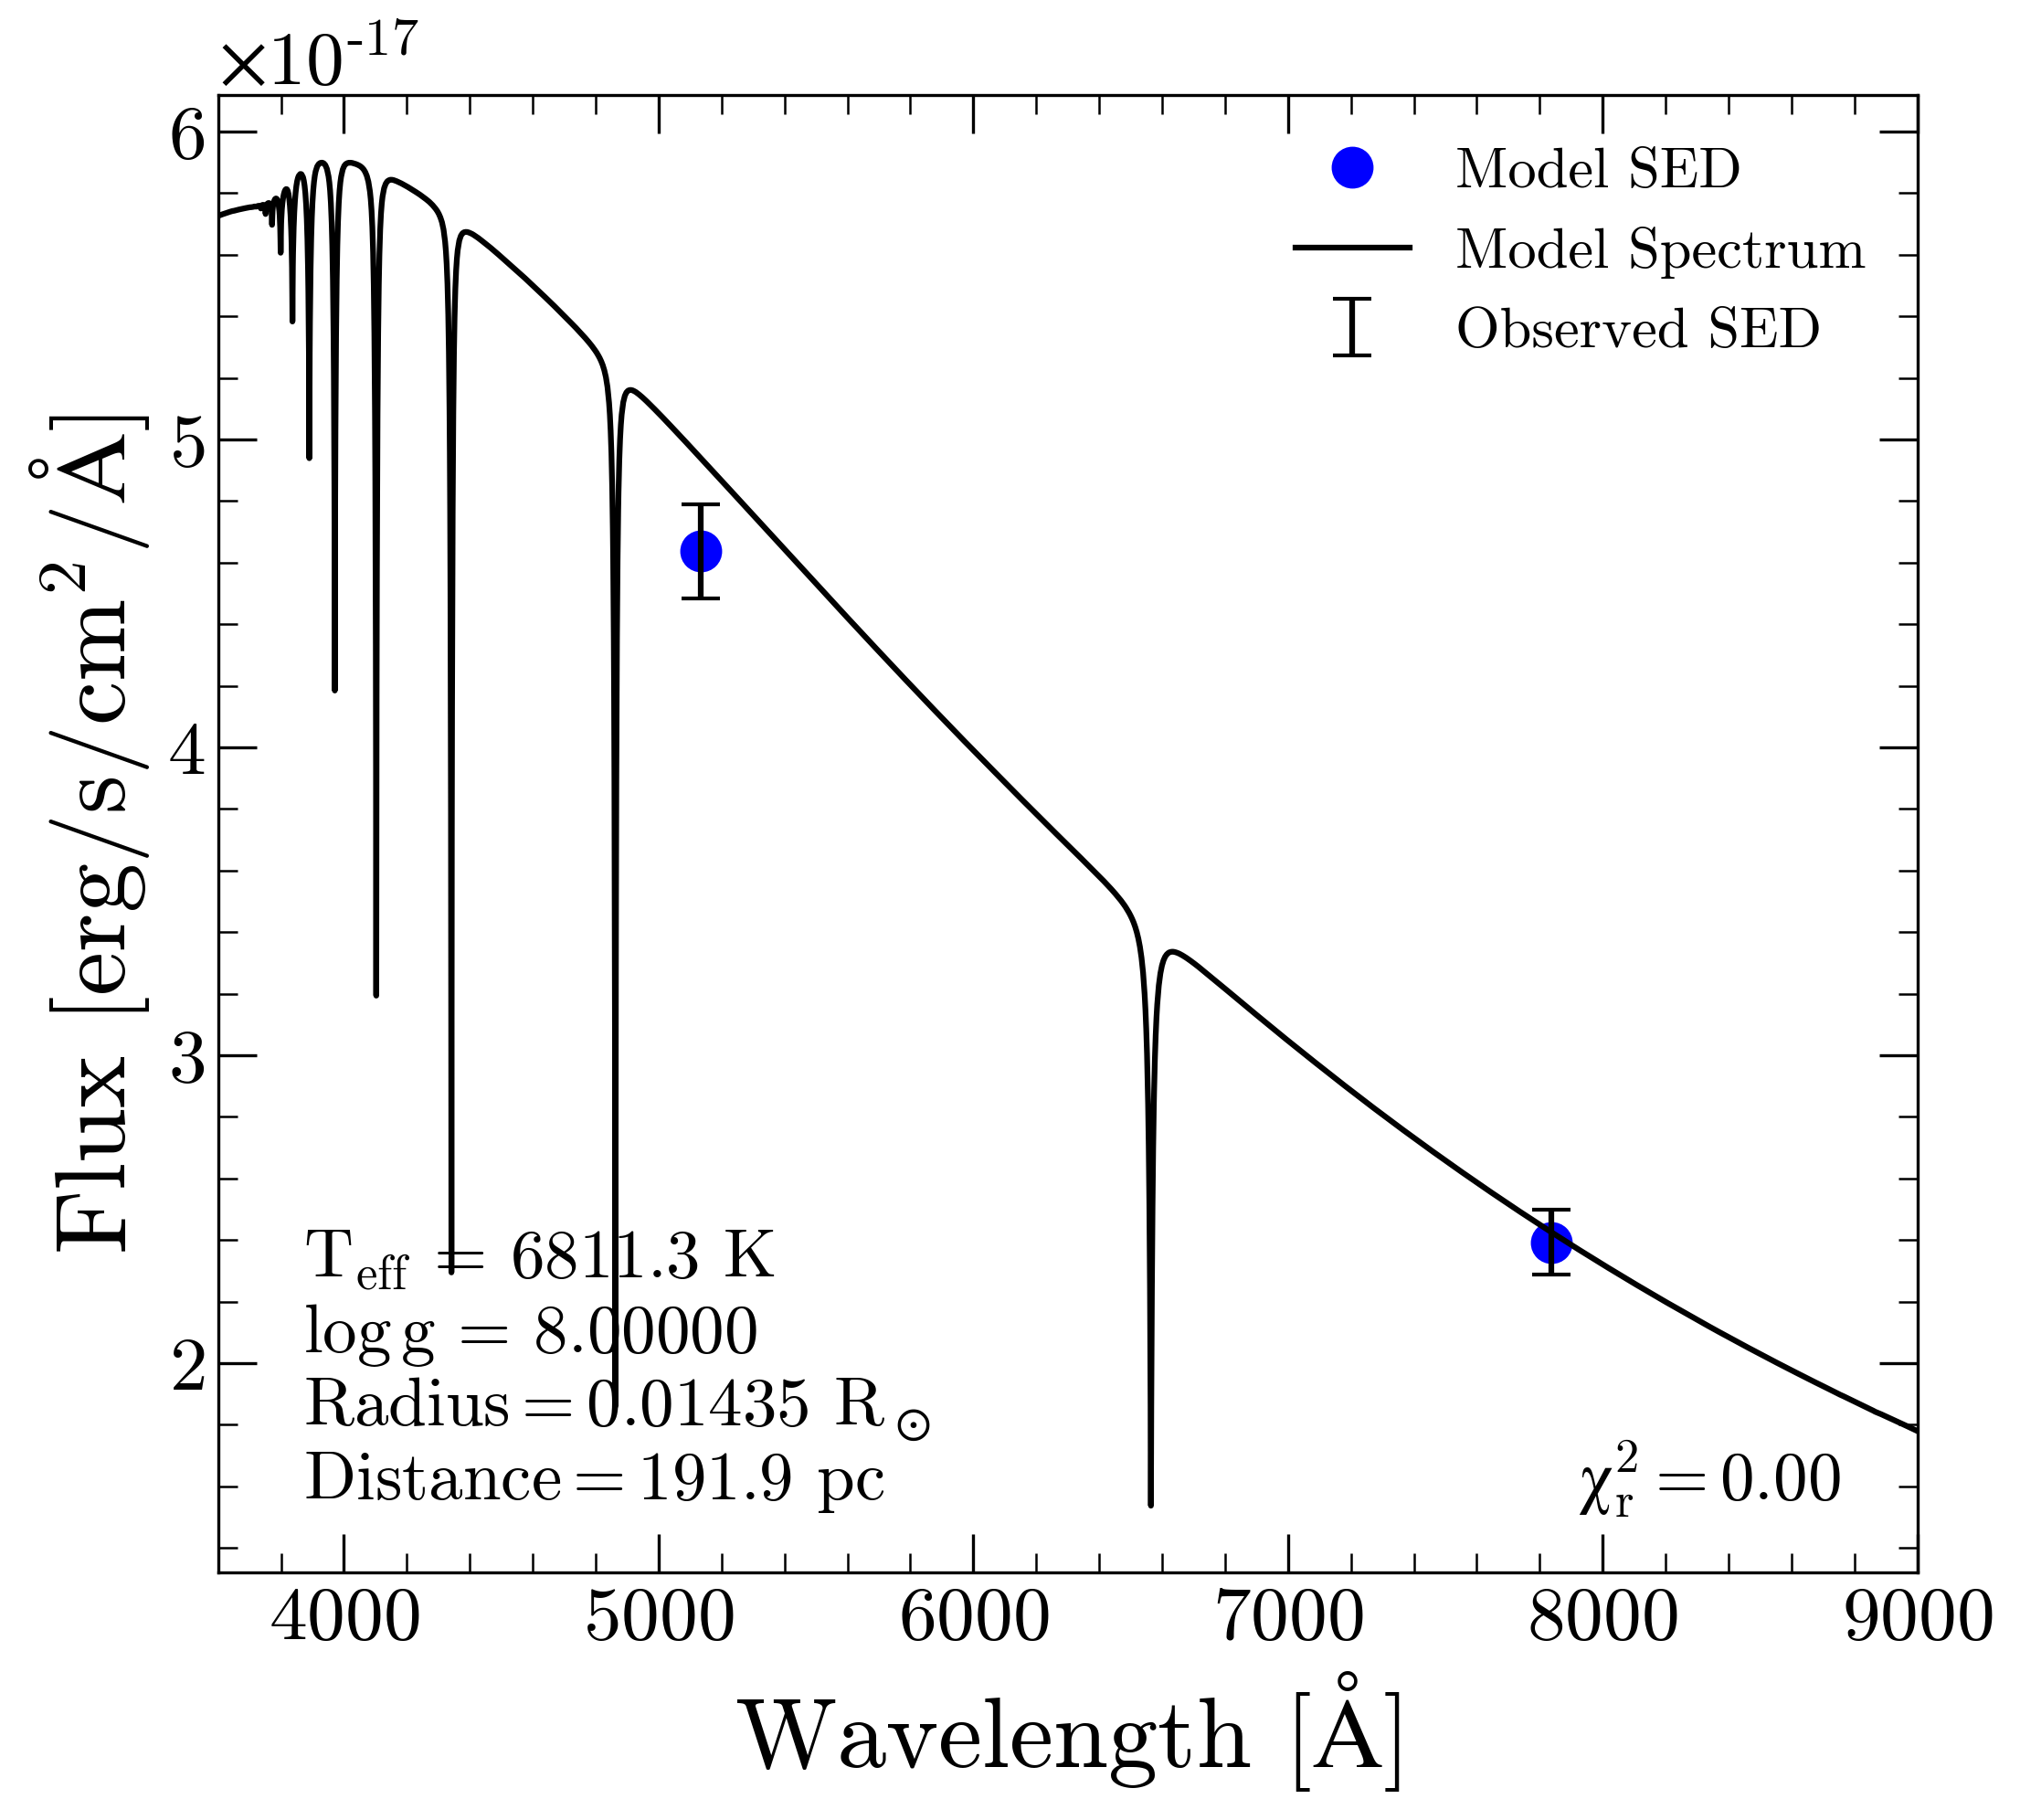 ×10-17
6
5
4
3
2
Flux [erg/s/cm2/Å]
Model SED
Model Spectrum
Observed SED
Teff = 6811.3 K
log g = 8.00000
Radius = 0.01435 R⊙
Distance = 191.9 pc
χ2r = 0.00
4000 5000 6000 7000 8000 9000
Wavelength [Å]